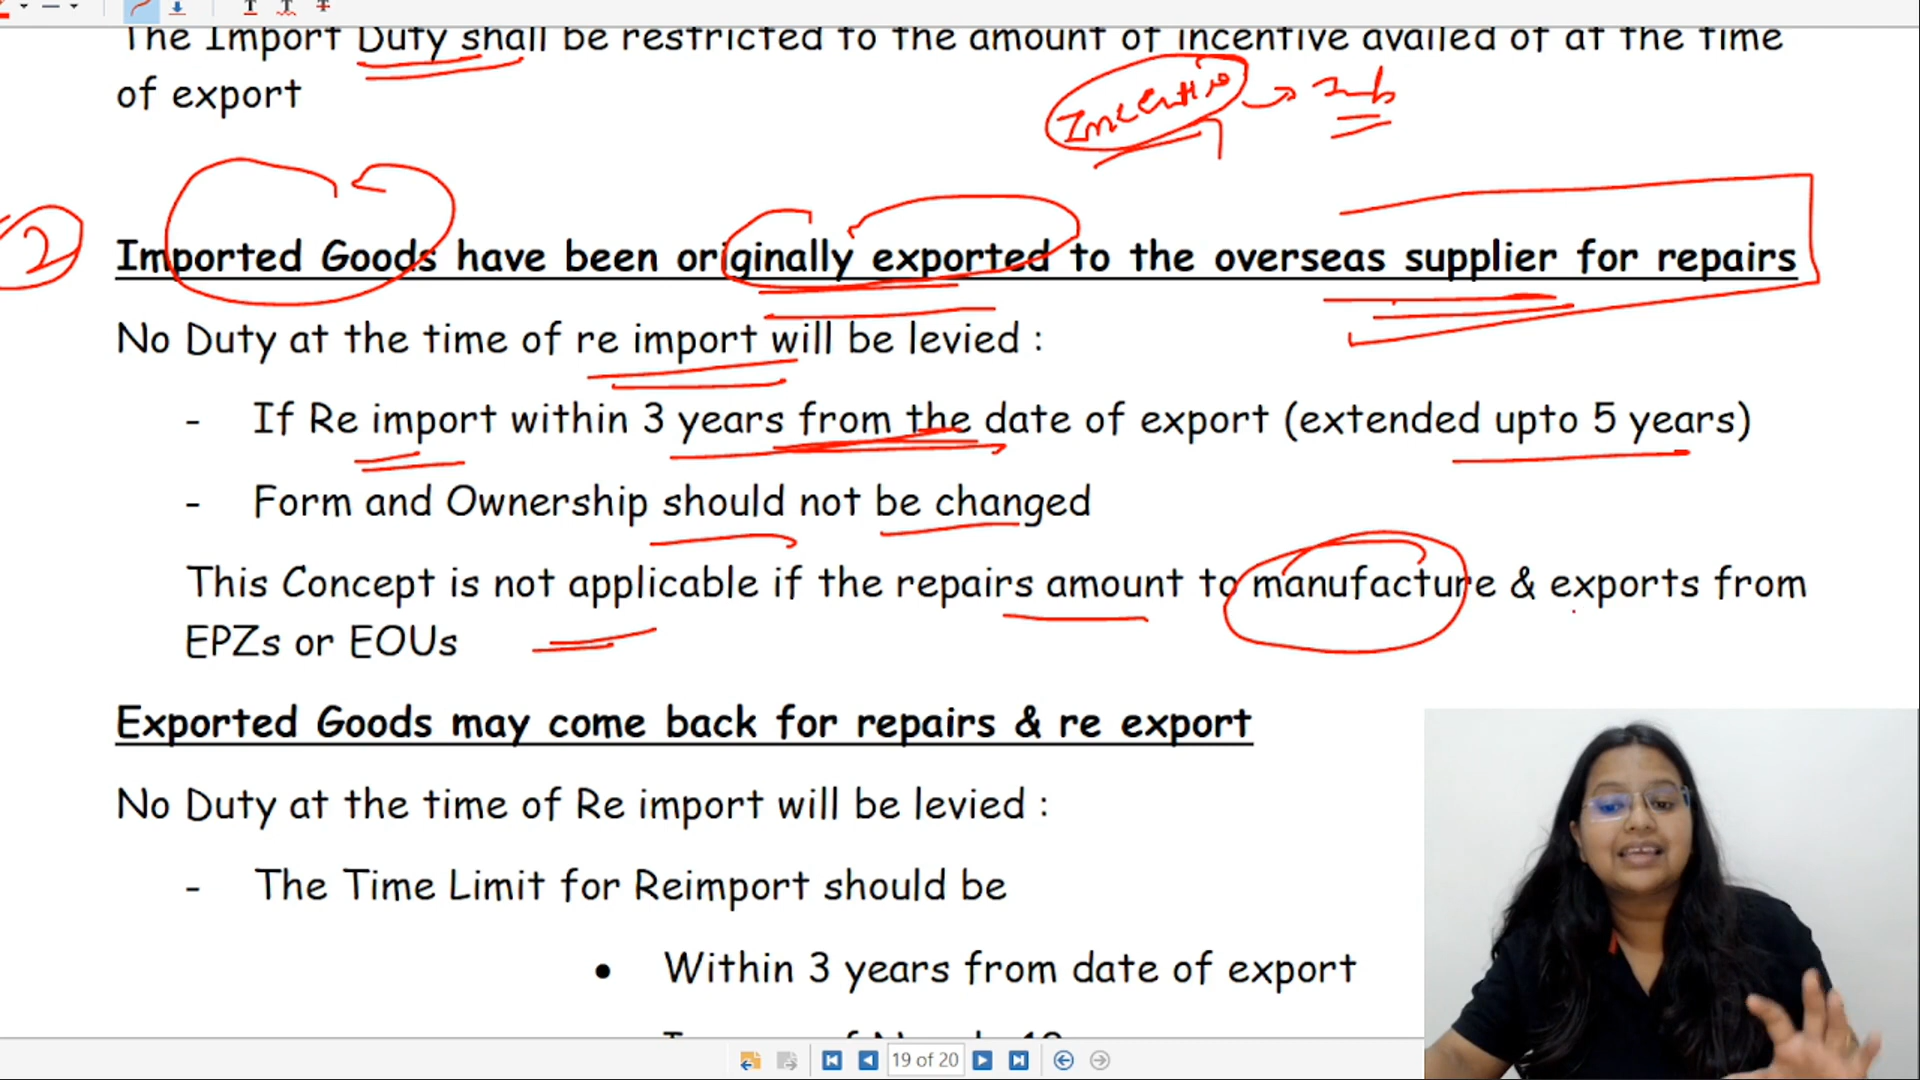 The Import Duty shall be restricted to the amount of incentive availed of at the time
of export
Incentive
2
Imported Goods have been originally exported to the overseas supplier for repairs
No Duty at the time of re import will be levied :
- If Re import within 3 years from the date of export (extended upto 5 years)
- Form and Ownership should not be changed
This Concept is not applicable if the repairs amount to manufacture & exports from
EPZs or EOUs
Exported Goods may come back for repairs & re export
No Duty at the time of Re import will be levied :
- The Time Limit for Reimport should be
• Within 3 years from date of export
19 of 20